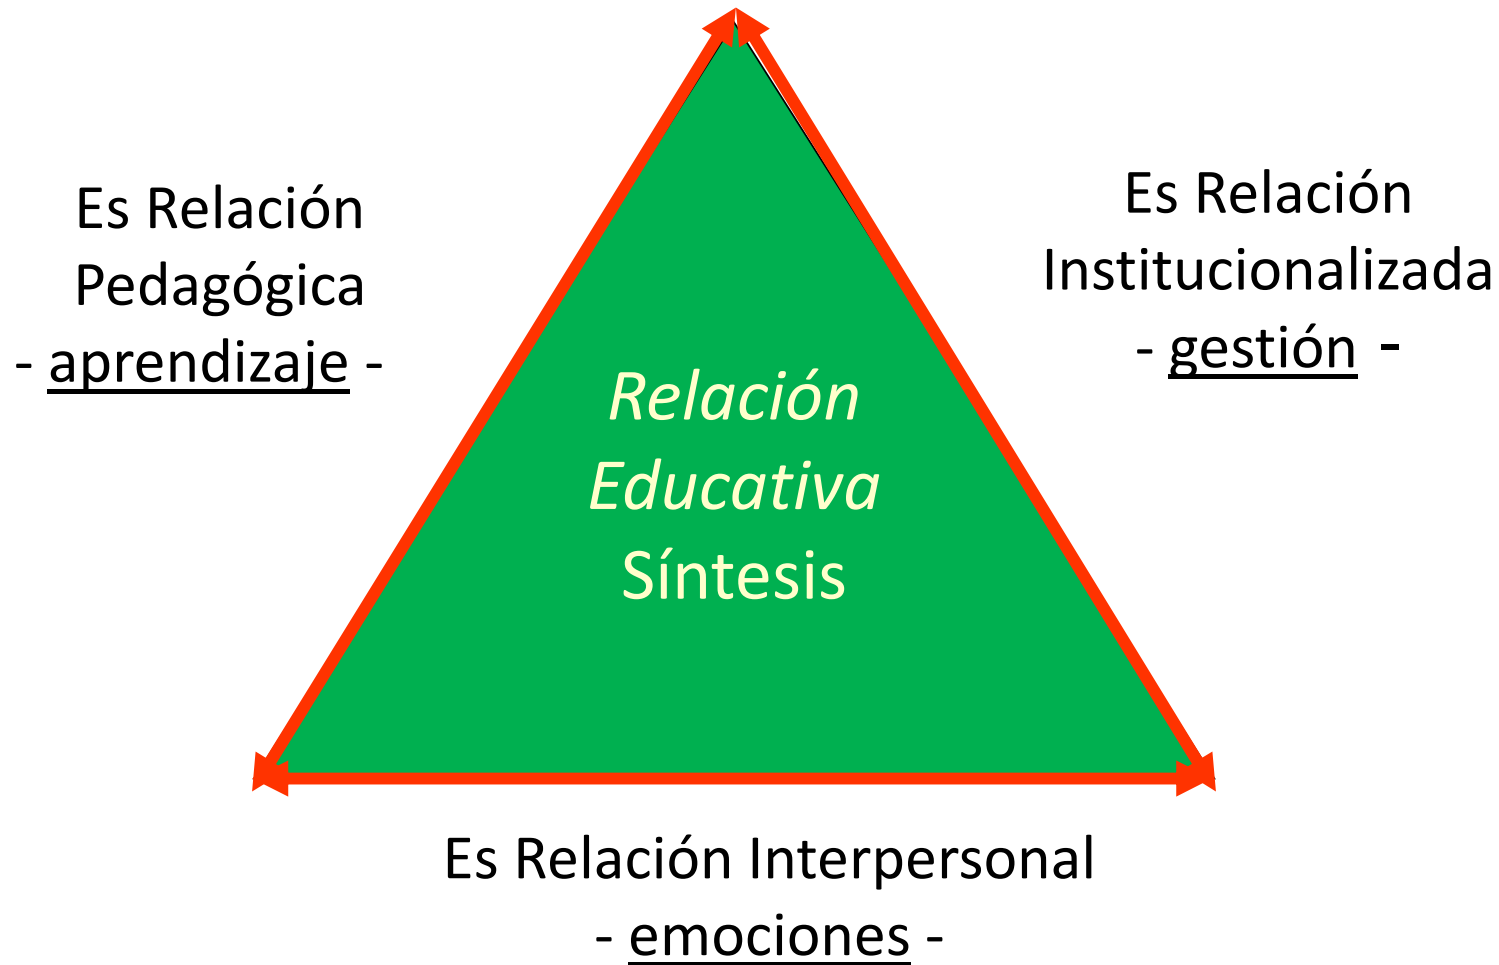 Es Relación
Pedagógica
- aprendizaje -
Es Relación
Institucionalizada
- gestión -
Relación
Educativa
Síntesis
Es Relación Interpersonal
- emociones -